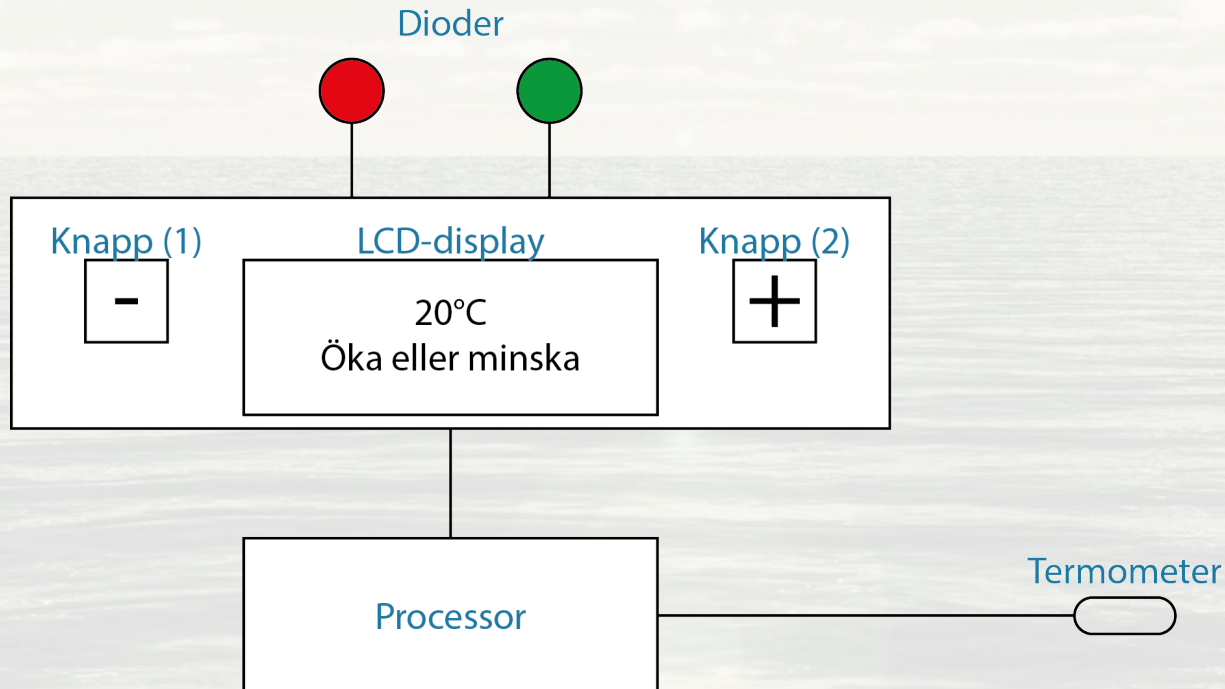 Dioder
Knapp (1)
LCD-display
Knapp (2)
-
20°C
+
Öka eller minska
Termometer
Processor